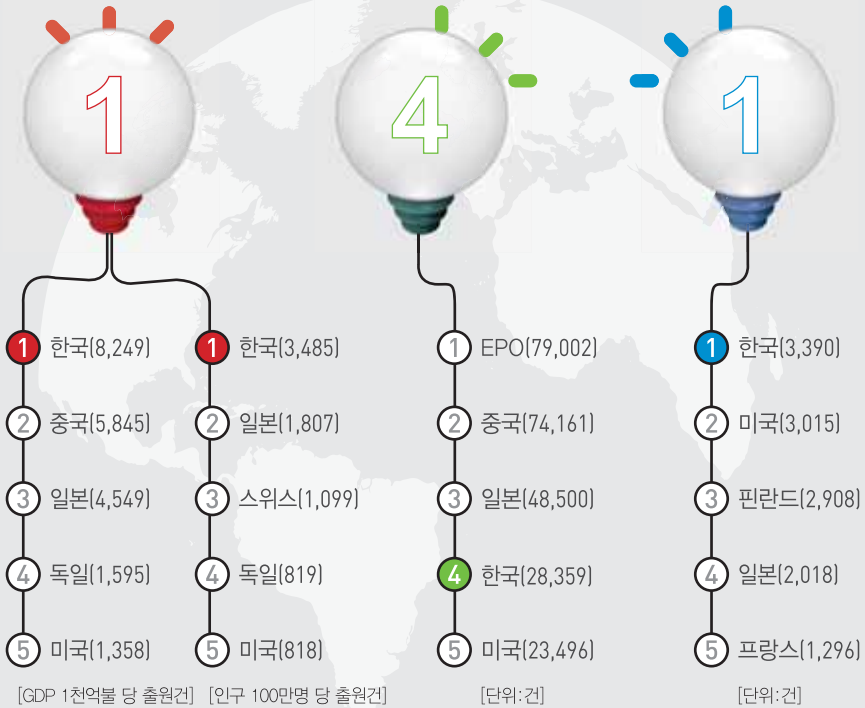 1
4
1
1 한국(8,249)
2 중국(5,845)
3 일본(4,549)
4 독일(1,595)
5 미국(1,358)
[GDP 1천억불 당 출원건]
1 한국(3,485)
2 일본(1,807)
3 스위스(1,099)
4 독일(819)
5 미국(818)
[인구 100만명 당 출원건]
1 EPO(79,002)
2 중국(74,161)
3 일본(48,500)
4 한국(28,359)
5 미국(23,496)
[단위:건]
1 한국(3,390)
2 미국(3,015)
3 핀란드(2,908)
4 일본(2,018)
5 프랑스(1,296)
[단위:건]